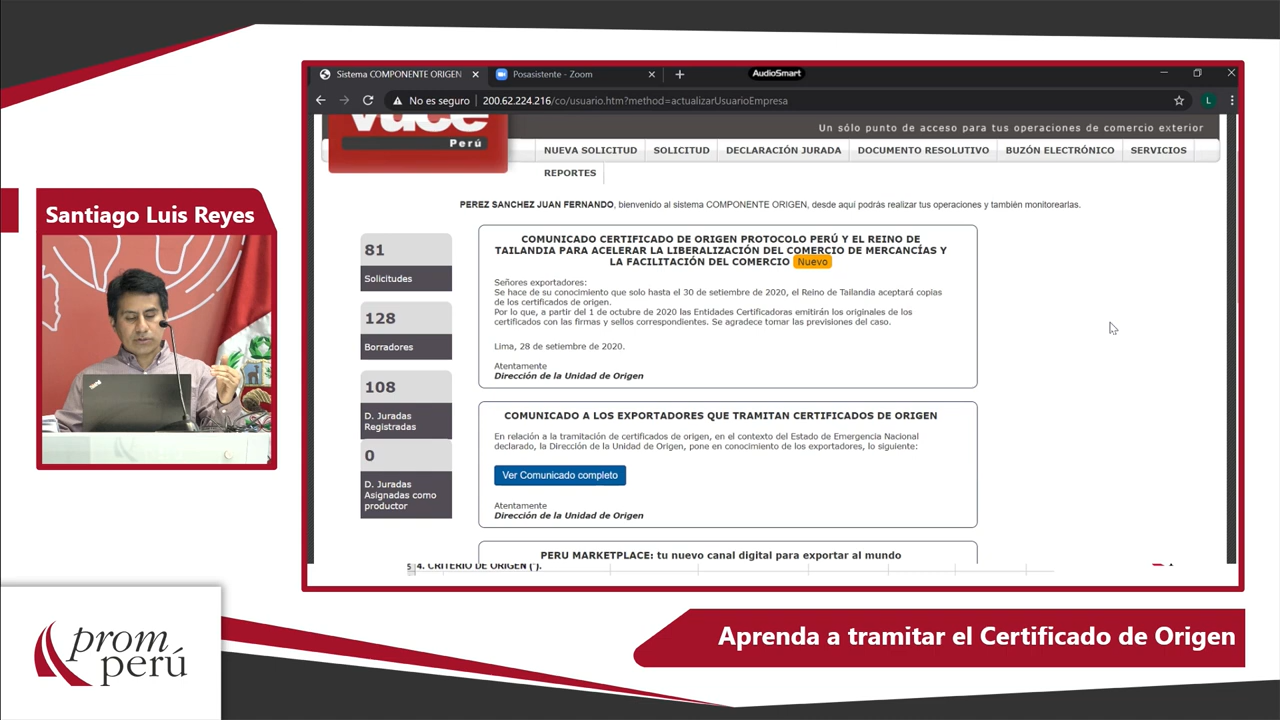 Sistema COMPONENTE ORIGEN
Posasistente - Zoom
AudioSmart
No es seguro
200.62.224.216/co/usuario.htm?method=actualizarUsuarioEmpresa
L
vuce
Perú
Un sólo punto de acceso para tus operaciones de comercio exterior
NUEVA SOLICITUD SOLICITUD DECLARACIÓN JURADA DOCUMENTO RESOLUTIVO BUZÓN ELECTRÓNICO SERVICIOS
REPORTES
PEREZ SANCHEZ JUAN FERNANDO, bienvenido al sistema COMPONENTE ORIGEN, desde aquí podrás realizar tus operaciones y también monitorearlas.
Santiago Luis Reyes
81
Solicitudes
128
Borradores
108
D. Juradas
Registradas
0
D. Juradas
Asignadas como
productor
COMUNICADO CERTIFICADO DE ORIGEN PROTOCOLO PERÚ Y EL REINO DE
TAILANDIA PARA ACELERAR LA LIBERALIZACIÓN DEL COMERCIO DE MERCANCÍAS Y
LA FACILITACIÓN DEL COMERCIO Nuevo
Señores exportadores:
Se hace de su conocimiento que solo hasta el 30 de setiembre de 2020, el Reino de Tailandia aceptará copias
de los certificados de origen.
Por lo que, a partir del 1 de octubre de 2020 las Entidades Certificadoras emitirán los originales de los
certificados con las firmas y sellos correspondientes. Se agradece tomar las previsiones del caso.
Lima, 28 de setiembre de 2020.
Atentamente
Dirección de la Unidad de Origen
COMUNICADO A LOS EXPORTADORES QUE TRAMITAN CERTIFICADOS DE ORIGEN
En relación a la tramitación de certificados de origen, en el contexto del Estado de Emergencia Nacional
declarado, la Dirección de la Unidad de Origen, pone en conocimiento de los exportadores, lo siguiente:
Ver Comunicado completo
Atentamente
Dirección de la Unidad de Origen
PERU MARKETPLACE: tu nuevo canal digital para exportar al mundo
4. CRITERIO DE ORIGEN (*).
prom
perú
Aprenda a tramitar el Certificado de Origen